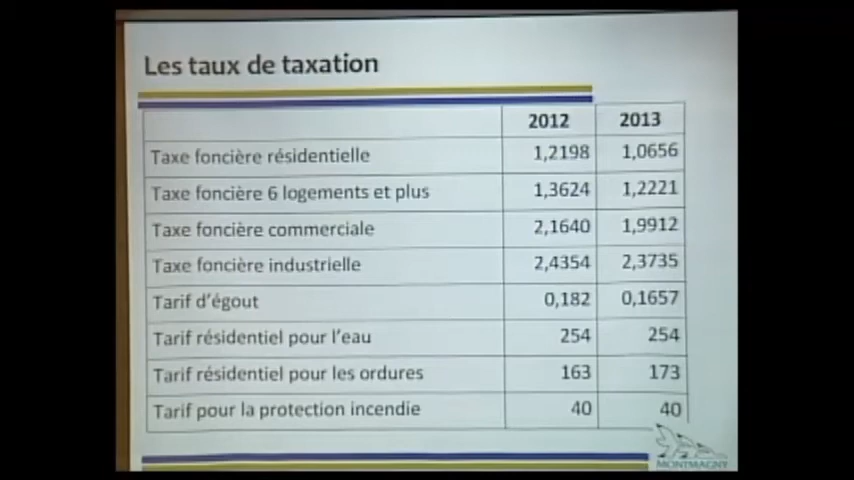 Les taux de taxation
2012 2013
Taxe foncière résidentielle 1,2198 1,0656
Taxe foncière 6 logements et plus 1,3624 1,2221
Taxe foncière commerciale 2,1640 1,9912
Taxe foncière industrielle 2,4354 2,3735
Tarif d'égout 0,182 0,1657
Tarif résidentiel pour l'eau 254 254
Tarif résidentiel pour les ordures 163 173
Tarif pour la protection incendie 40 40
MONTMAGNY